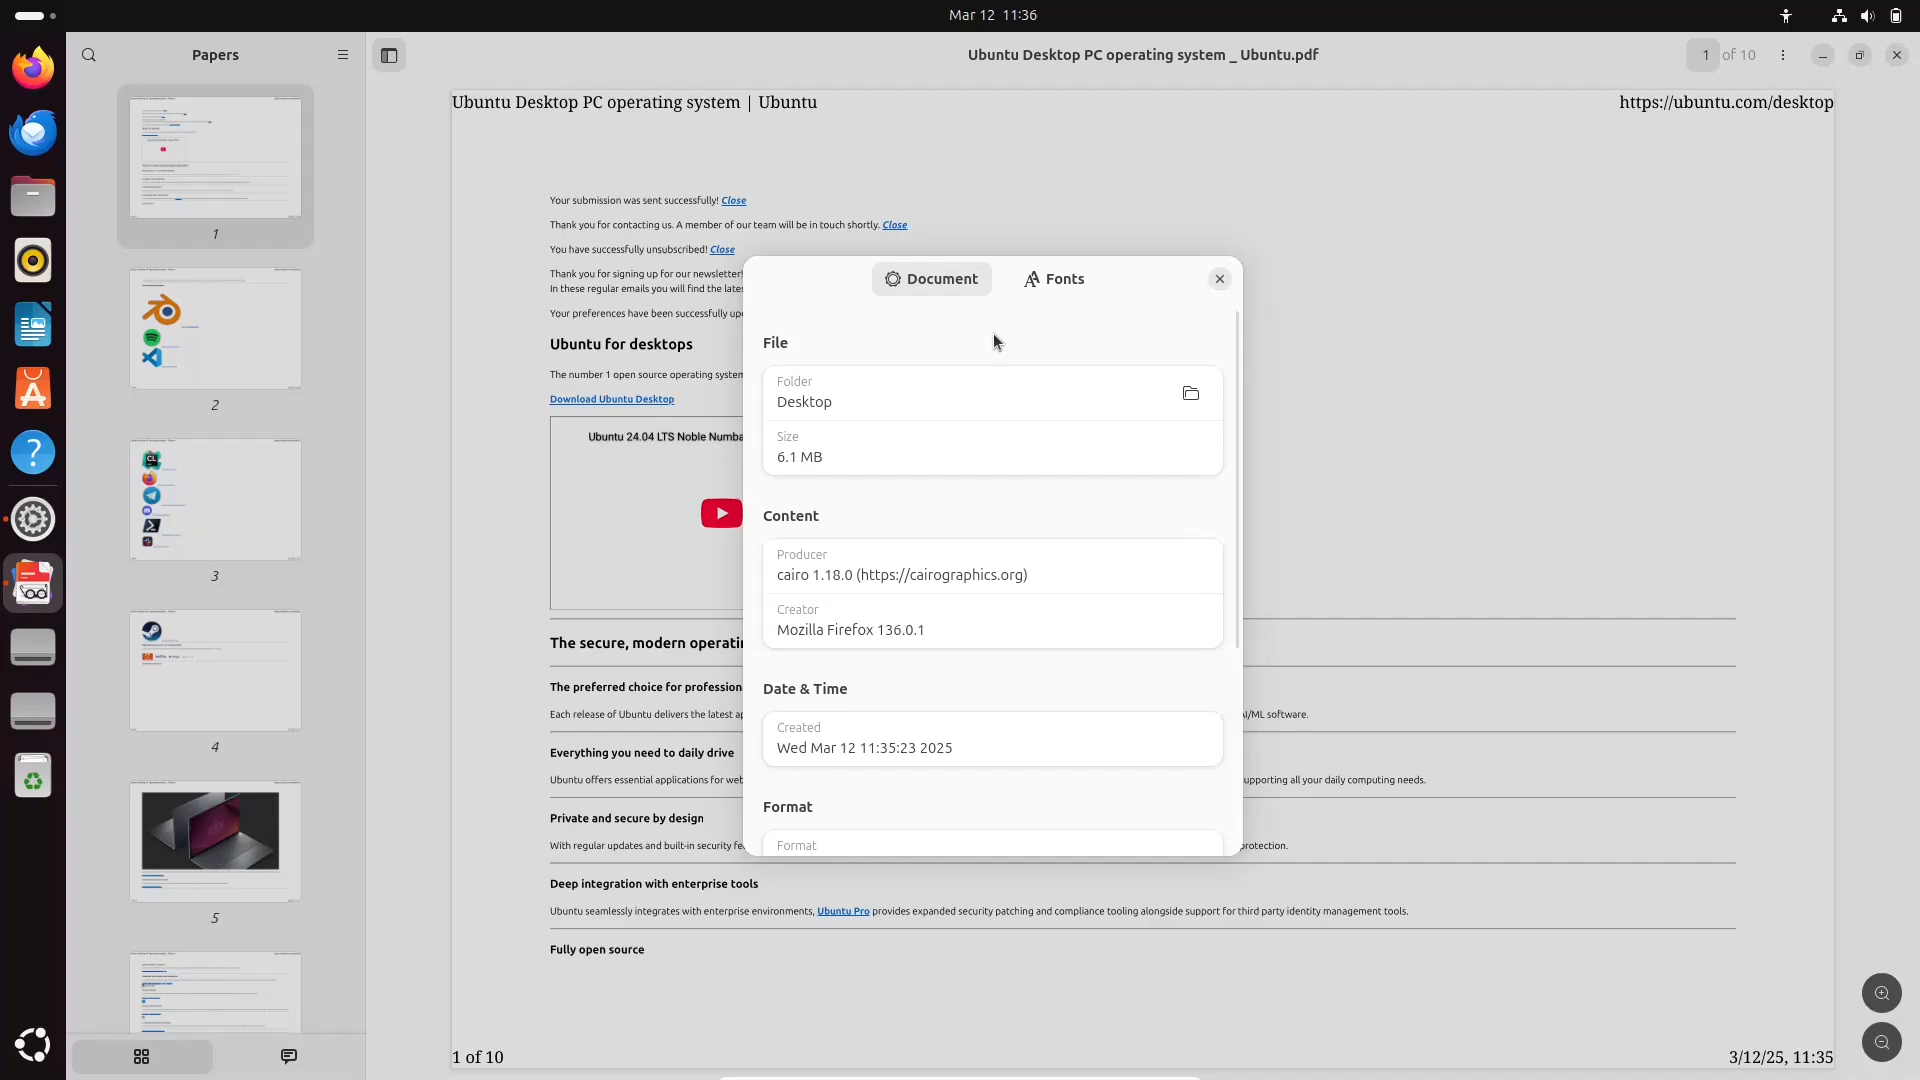 Mar 12 11:36
Papers
Ubuntu Desktop PC operating system _ Ubuntu.pdf
1 of 10
1
2
3
4
5
Ubuntu Desktop PC operating system | Ubuntu
https://ubuntu.com/desktop
Your submission was sent successfully! Close
Thank you for contacting us. A member of our team will be in touch shortly. Close
You have successfully unsubscribed! Close
Thank you for signing up for our newsletter!
In these regular emails you will find the lates
Your preferences have been successfully up
Ubuntu for desktops
The number 1 open source operating system
Download Ubuntu Desktop
Ubuntu 24.04 LTS Noble Numba
The secure, modern operati
The preferred choice for profession
Each release of Ubuntu delivers the latest ap
I/ML software.
Everything you need to daily drive
Ubuntu offers essential applications for web
upporting all your daily computing needs.
Private and secure by design
With regular updates and built-in security fe
protection.
Deep integration with enterprise tools
Ubuntu seamlessly integrates with enterprise environments, Ubuntu Pro provides expanded security patching and compliance tooling alongside support for third party identity management tools.
Fully open source
1 of 10
3/12/25, 11:35
Document
Fonts
File
Folder
Desktop
Size
6.1 MB
Content
Producer
cairo 1.18.0 (https://cairographics.org)
Creator
Mozilla Firefox 136.0.1
Date & Time
Created
Wed Mar 12 11:35:23 2025
Format
Format